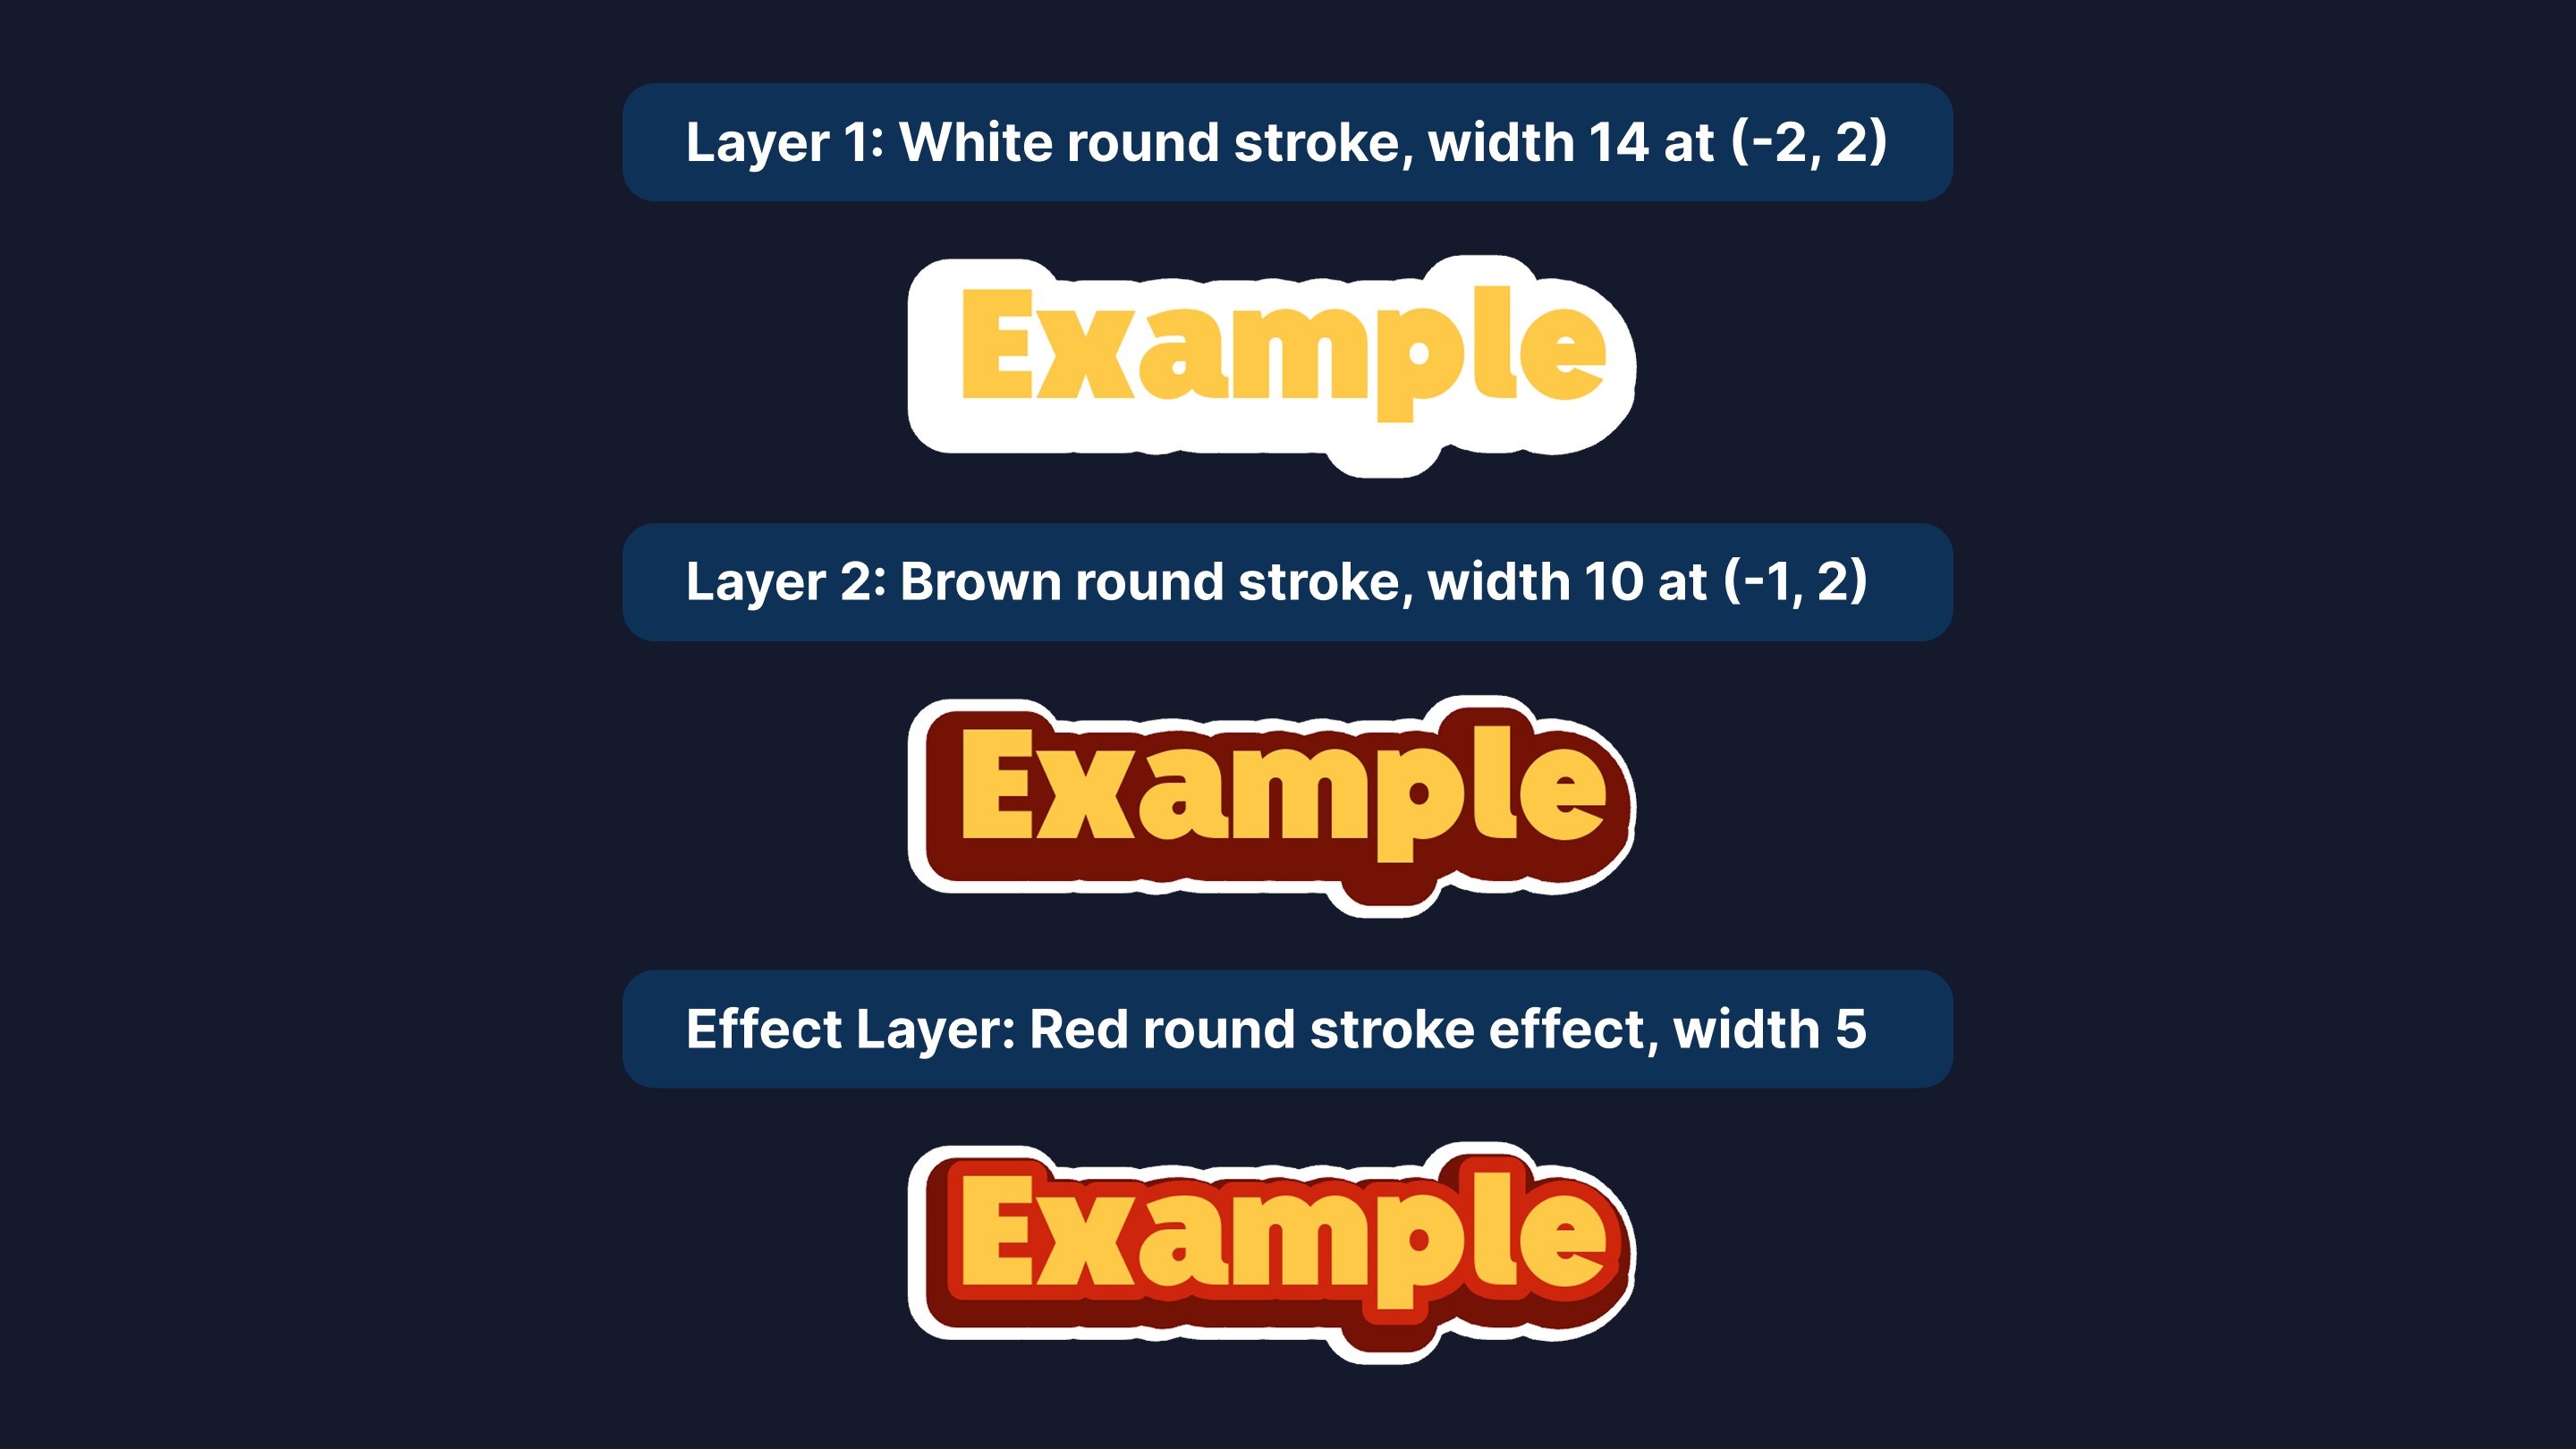 Layer 1: White round stroke, width 14 at (-2, 2)
Example
Layer 2: Brown round stroke, width 10 at (-1, 2)
Example
Effect Layer: Red round stroke effect, width 5
Example